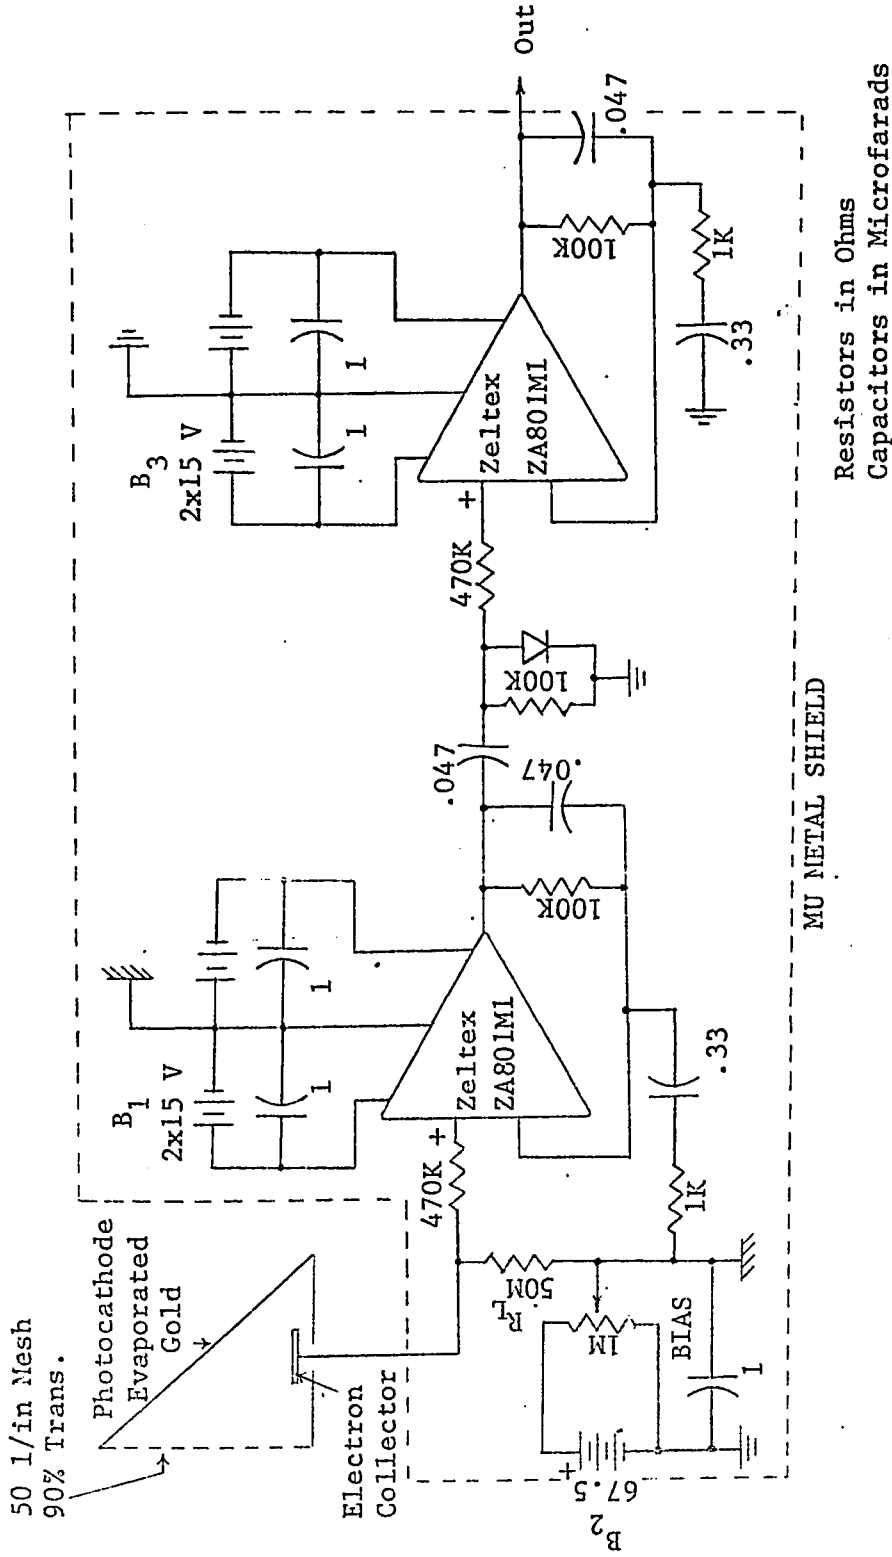 50 1/in Mesh
90% Trans.
Photocathode
Evaporated
Gold
Electron
Collector
B1
2x15 V
1
1
470K
+
Zeltex
ZA801M1
100K
.047
.047
.33
1K
RL
50M
1M
BIAS
1
+
67.5
B2
100K
470K
B3
2x15 V
1
1
+
Zeltex
ZA801M1
100K
.047
Out
1K
.33
MU METAL SHIELD
Resistors in Ohms
Capacitors in Microfarads